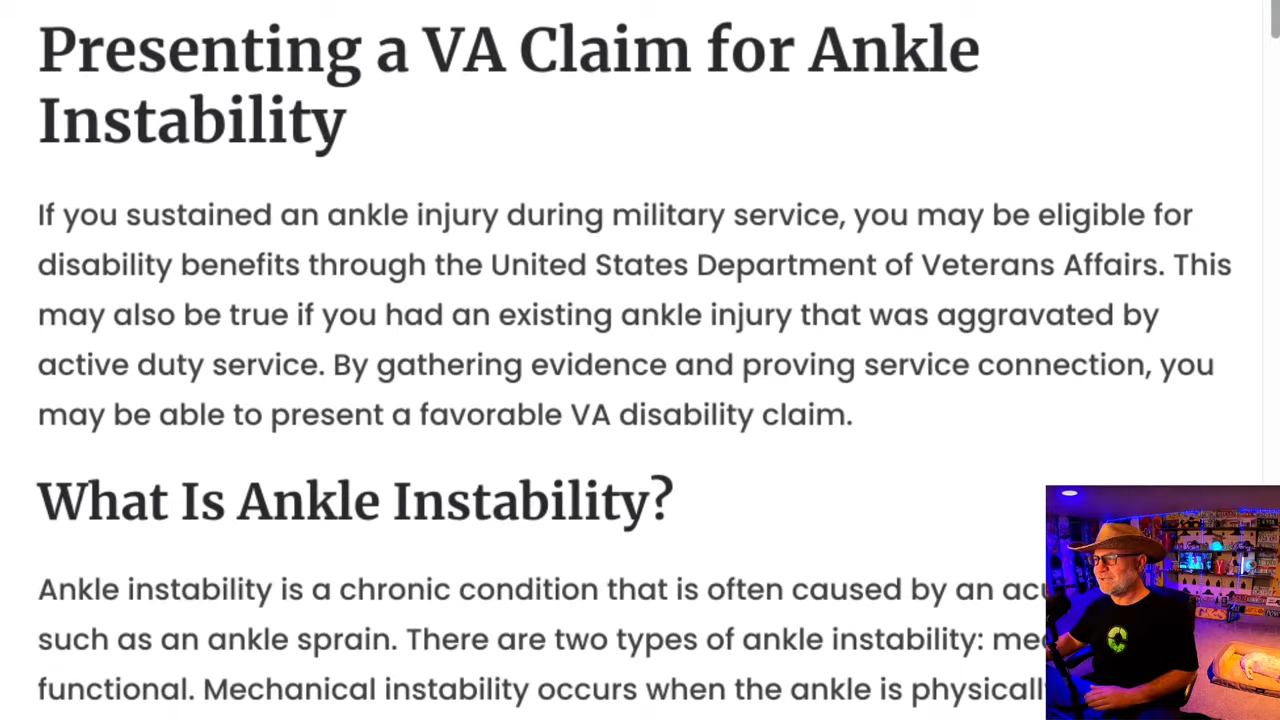 Presenting a VA Claim for Ankle
Instability
If you sustained an ankle injury during military service, you may be eligible for
disability benefits through the United States Department of Veterans Affairs. This
may also be true if you had an existing ankle injury that was aggravated by
active duty service. By gathering evidence and proving service connection, you
may be able to present a favorable VA disability claim.
What Is Ankle Instability?
Ankle instability is a chronic condition that is often caused by an
such as an ankle sprain. There are two types of ankle instability:
functional. Mechanical instability occurs when the ankle is